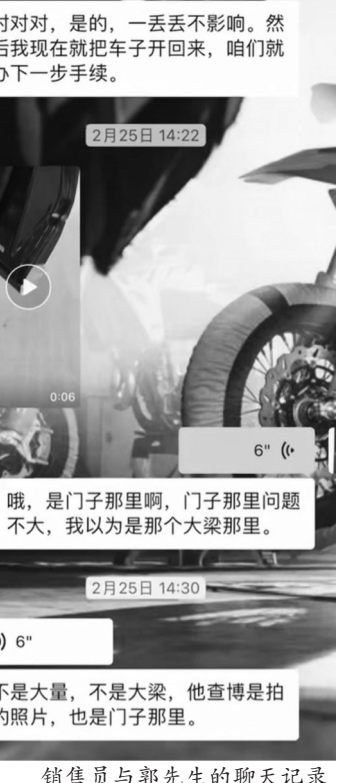 对对对，是的，一丢丢不影响。然
后我现在就把车子开回来，咱们就
办下一步手续。
2月25日 14:22
0:06
6"
哦，是门子那里啊，门子那里问题
不大，我以为是那个大梁那里。
2月25日 14:30
6"
不是大量，不是大梁，他查博是拍
的照片，也是门子那里。
销售员与郭先生的聊天记录